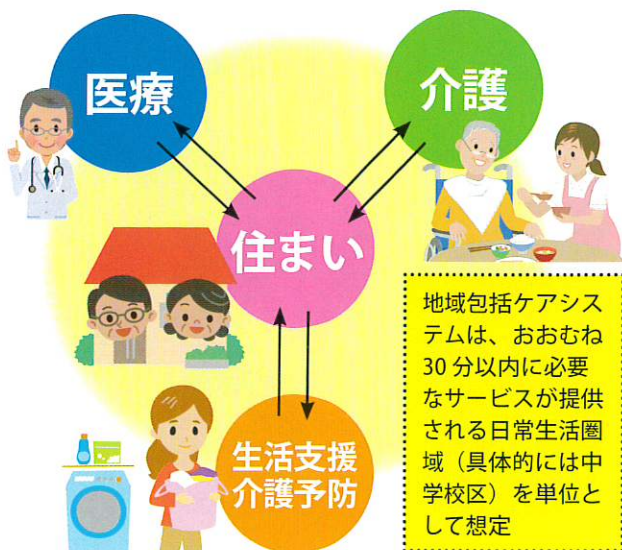 医療
介護
住まい
生活支援
介護予防
地域包括ケアシス
テムは、おおむね
30 分以内に必要
なサービスが提供
される日常生活圏
域（具体的には中
学校区）を単位と
して想定